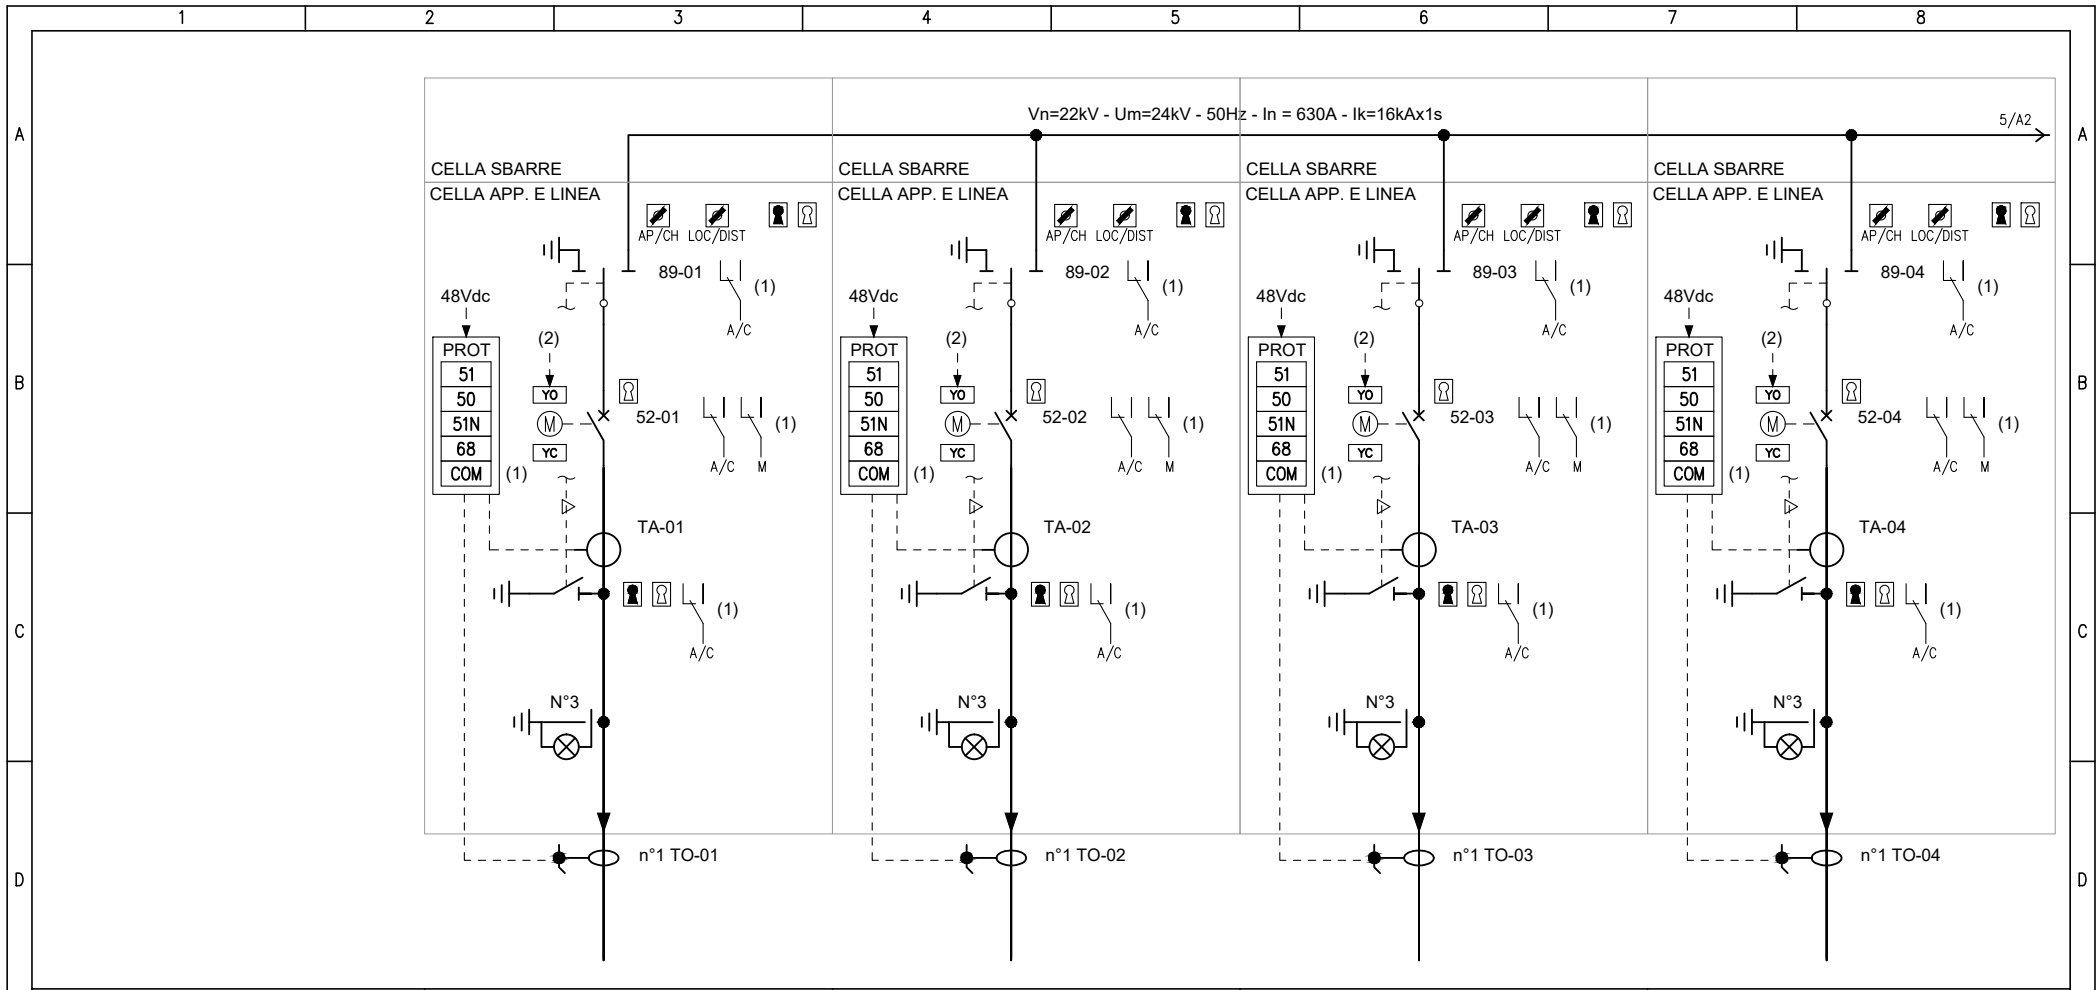 1 2 3 4 5 6 7 8
Vn=22kV - Um=24kV - 50Hz - In = 630A - Ik=16kAx1s
5/A2
A A
CELLA SBARRE CELLA SBARRE CELLA SBARRE CELLA SBARRE
CELLA APP. E LINEA CELLA APP. E LINEA CELLA APP. E LINEA CELLA APP. E LINEA
AP/CH LOC/DIST AP/CH LOC/DIST AP/CH LOC/DIST AP/CH LOC/DIST
89-01 89-02 89-03 89-04
(1) (1) (1) (1)
48Vdc 48Vdc 48Vdc 48Vdc
A/C A/C A/C A/C
(2) (2) (2) (2)
PROT PROT PROT PROT
51 51 51 51
B B
YO YO YO YO
50 50 50 50
52-01 52-02 52-03 52-04
51N M (1) 51N M (1) 51N M (1) 51N M (1)
68 YC 68 YC 68 YC 68 YC
A/C M A/C M A/C M A/C M
COM (1) COM (1) COM (1) COM (1)
TA-01 TA-02 TA-03 TA-04
(1) (1) (1) (1)
C C
A/C A/C A/C A/C
N°3 N°3 N°3 N°3
n°1 TO-01 n°1 TO-02 n°1 TO-03 n°1 TO-04
D D